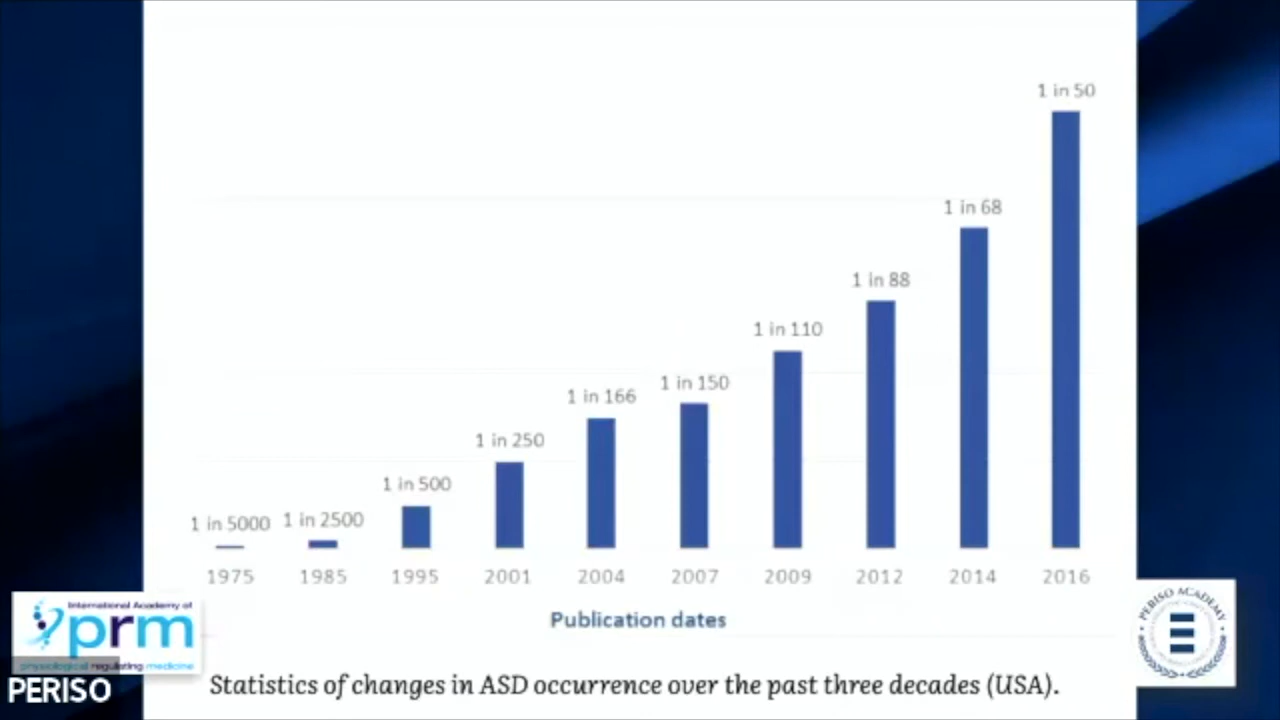 1 in 50
1 in 68
1 in 88
1 in 110
1 in 150
1 in 166
1 in 250
1 in 500
1 in 5000 1 in 2500
1975 1985 1995 2001 2004 2007 2009 2012 2014 2016
Publication dates
Statistics of changes in ASD occurrence over the past three decades (USA).
International Academy of
prm
physiological regulating medicine
PERISO
PERISO ACADEMY